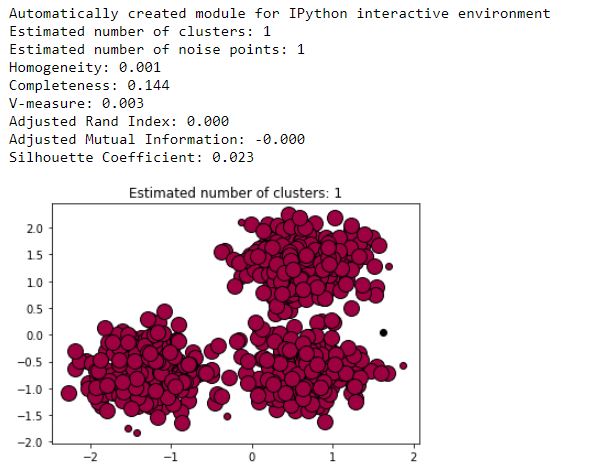 Automatically created module for IPython interactive environment
Estimated number of clusters: 1
Estimated number of noise points: 1
Homogeneity: 0.001
Completeness: 0.144
V-measure: 0.003
Adjusted Rand Index: 0.000
Adjusted Mutual Information: -0.000
Silhouette Coefficient: 0.023
Estimated number of clusters: 1
2.0
1.5
1.0
0.5
0.0
−0.5
−1.0
−1.5
−2.0
−2 −1 0 1 2